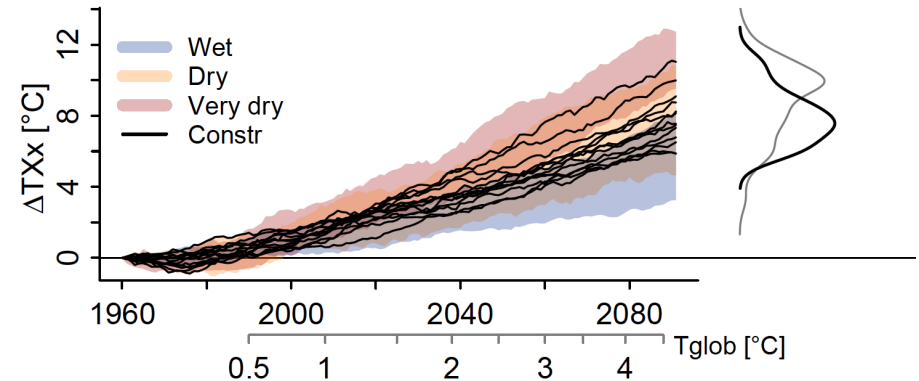 ΔTXx [°C]
12
8
4
0
Wet
Dry
Very dry
Constr
1960 2000 2040 2080
0.5 1 2 3 4 Tglob [°C]